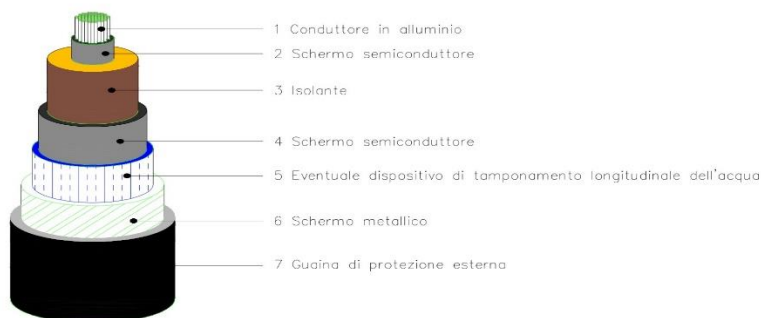 1 Conduttore in alluminio
2 Schermo semiconduttore
3 Isolante
4 Schermo semiconduttore
5 Eventuale dispositivo di tamponamento longitudinale dell'acqua
6 Schermo metallico
7 Guaina di protezione esterna